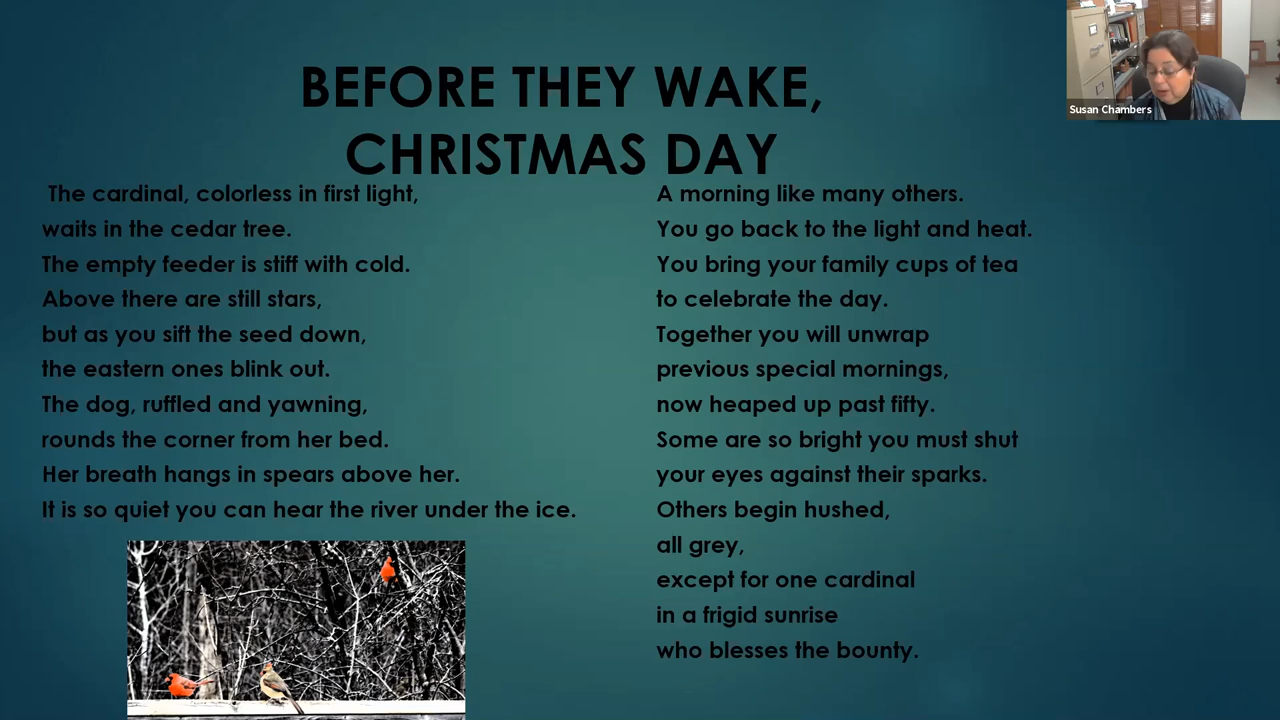 BEFORE THEY WAKE,
CHRISTMAS DAY
The cardinal, colorless in first light,
waits in the cedar tree.
The empty feeder is stiff with cold.
Above there are still stars,
but as you sift the seed down,
the eastern ones blink out.
The dog, ruffled and yawning,
rounds the corner from her bed.
Her breath hangs in spears above her.
It is so quiet you can hear the river under the ice.
A morning like many others.
You go back to the light and heat.
You bring your family cups of tea
to celebrate the day.
Together you will unwrap
previous special mornings,
now heaped up past fifty.
Some are so bright you must shut
your eyes against their sparks.
Others begin hushed,
all grey,
except for one cardinal
in a frigid sunrise
who blesses the bounty.
Susan Chambers